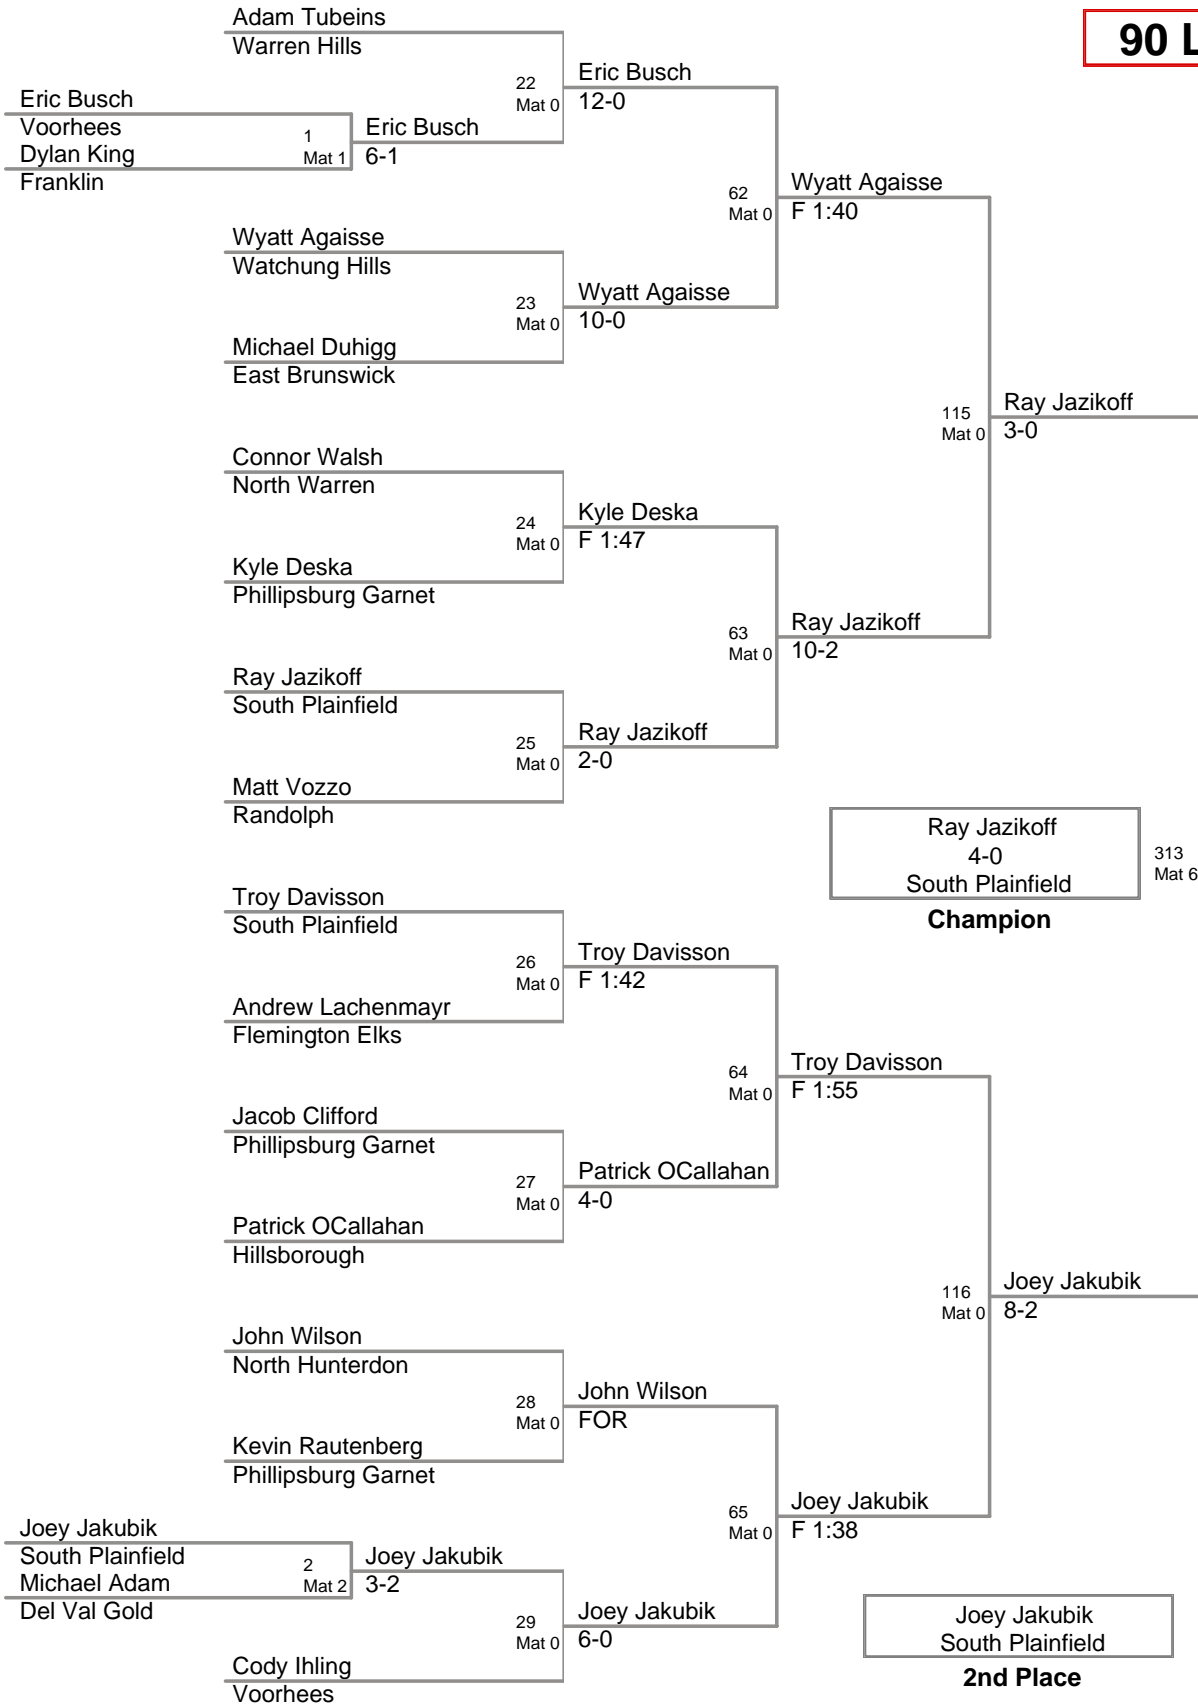 Adam Tubeins
Warren Hills
90 L
22
Mat 0
Eric Busch
12-0
Eric Busch
Voorhees
Dylan King
Franklin
1
Mat 1
Eric Busch
6-1
62
Mat 0
Wyatt Agaisse
F 1:40
Wyatt Agaisse
Watchung Hills
23
Mat 0
Wyatt Agaisse
10-0
Michael Duhigg
East Brunswick
115
Mat 0
Ray Jazikoff
3-0
Connor Walsh
North Warren
24
Mat 0
Kyle Deska
F 1:47
Kyle Deska
Phillipsburg Garnet
63
Mat 0
Ray Jazikoff
10-2
Ray Jazikoff
South Plainfield
25
Mat 0
Ray Jazikoff
2-0
Matt Vozzo
Randolph
Ray Jazikoff
4-0
South Plainfield
313
Mat 6
Champion
Troy Davisson
South Plainfield
26
Mat 0
Troy Davisson
F 1:42
Andrew Lachenmayr
Flemington Elks
64
Mat 0
Troy Davisson
F 1:55
Jacob Clifford
Phillipsburg Garnet
27
Mat 0
Patrick OCallahan
4-0
Patrick OCallahan
Hillsborough
116
Mat 0
Joey Jakubik
8-2
John Wilson
North Hunterdon
28
Mat 0
John Wilson
FOR
Kevin Rautenberg
Phillipsburg Garnet
65
Mat 0
Joey Jakubik
F 1:38
Joey Jakubik
South Plainfield
Michael Adam
Del Val Gold
2
Mat 2
Joey Jakubik
3-2
29
Mat 0
Joey Jakubik
6-0
Cody Ihling
Voorhees
Joey Jakubik
South Plainfield
2nd Place